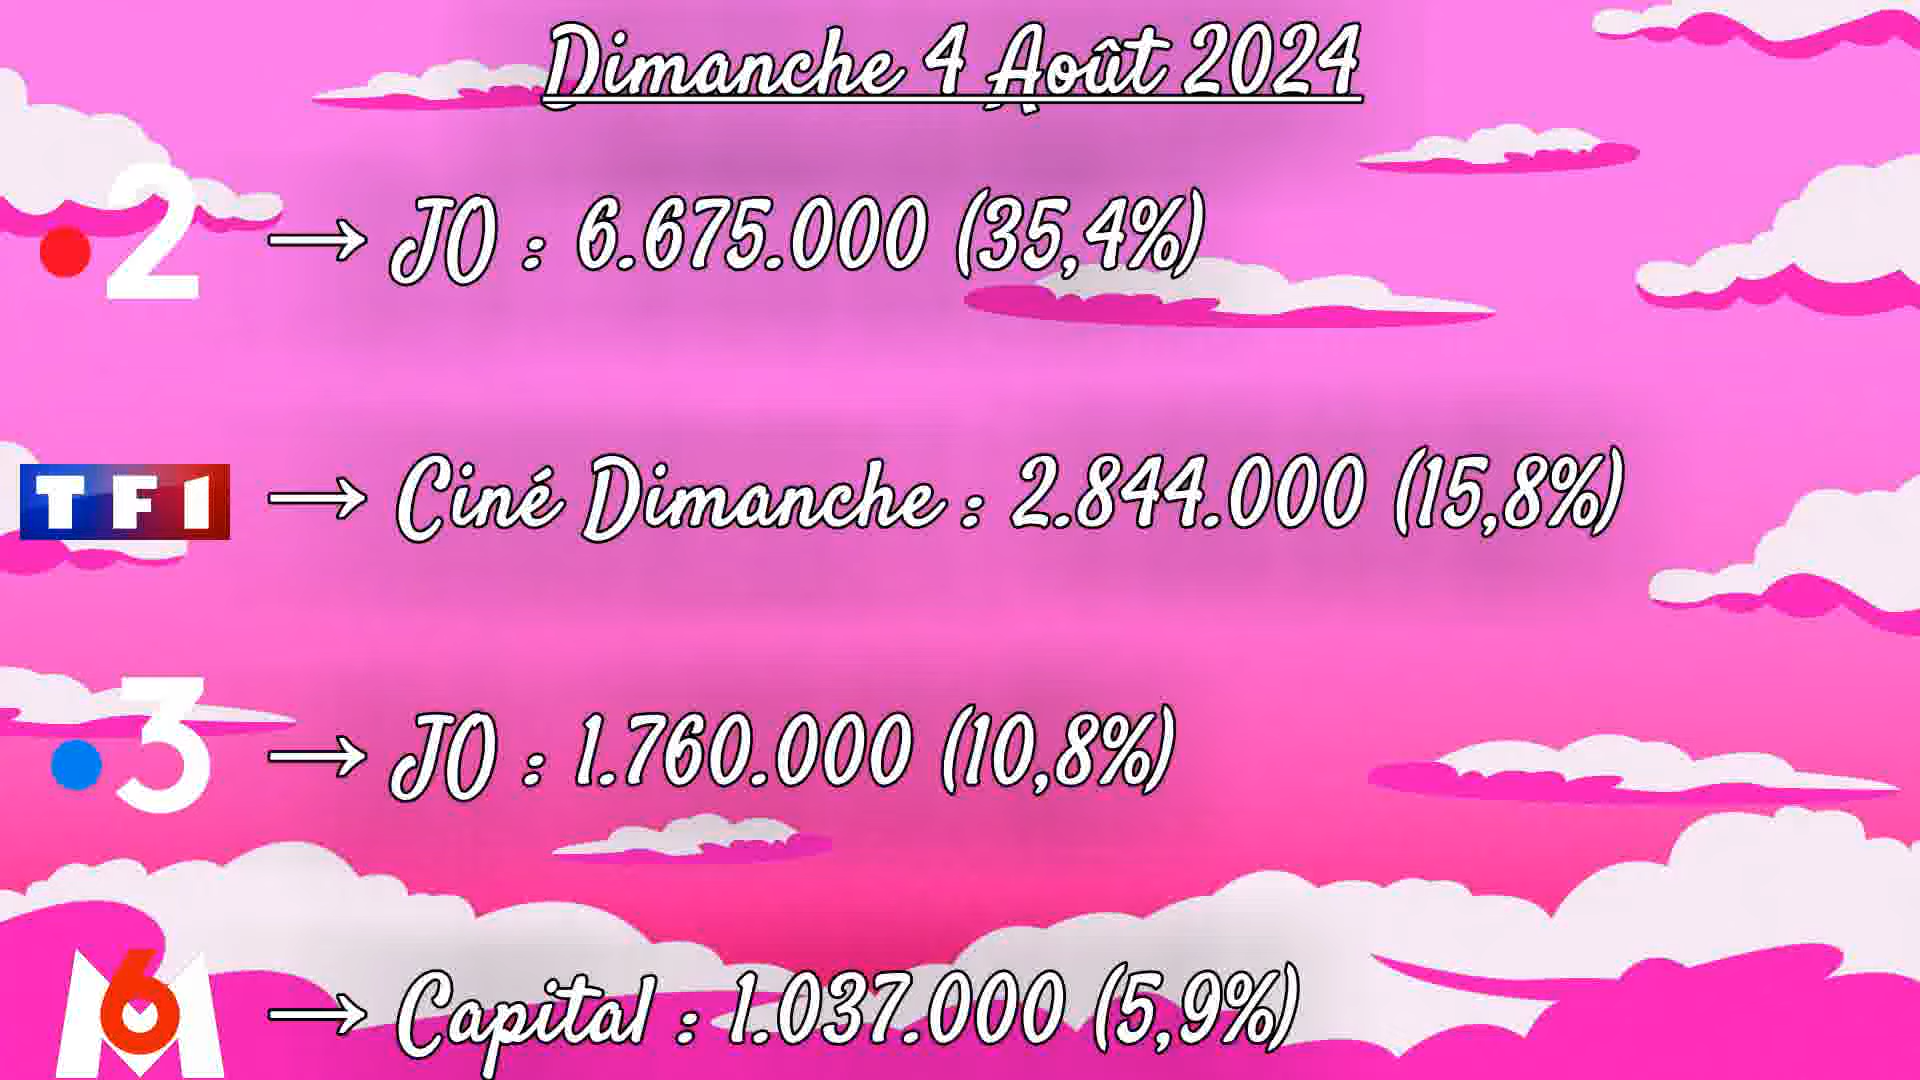 Dimanche 4 Août 2024
2 → JO : 6.675.000 (35,4%)
TF1 → Ciné Dimanche : 2.844.000 (15,8%)
3 → JO : 1.760.000 (10,8%)
M6 → Capital : 1.037.000 (5,9%)